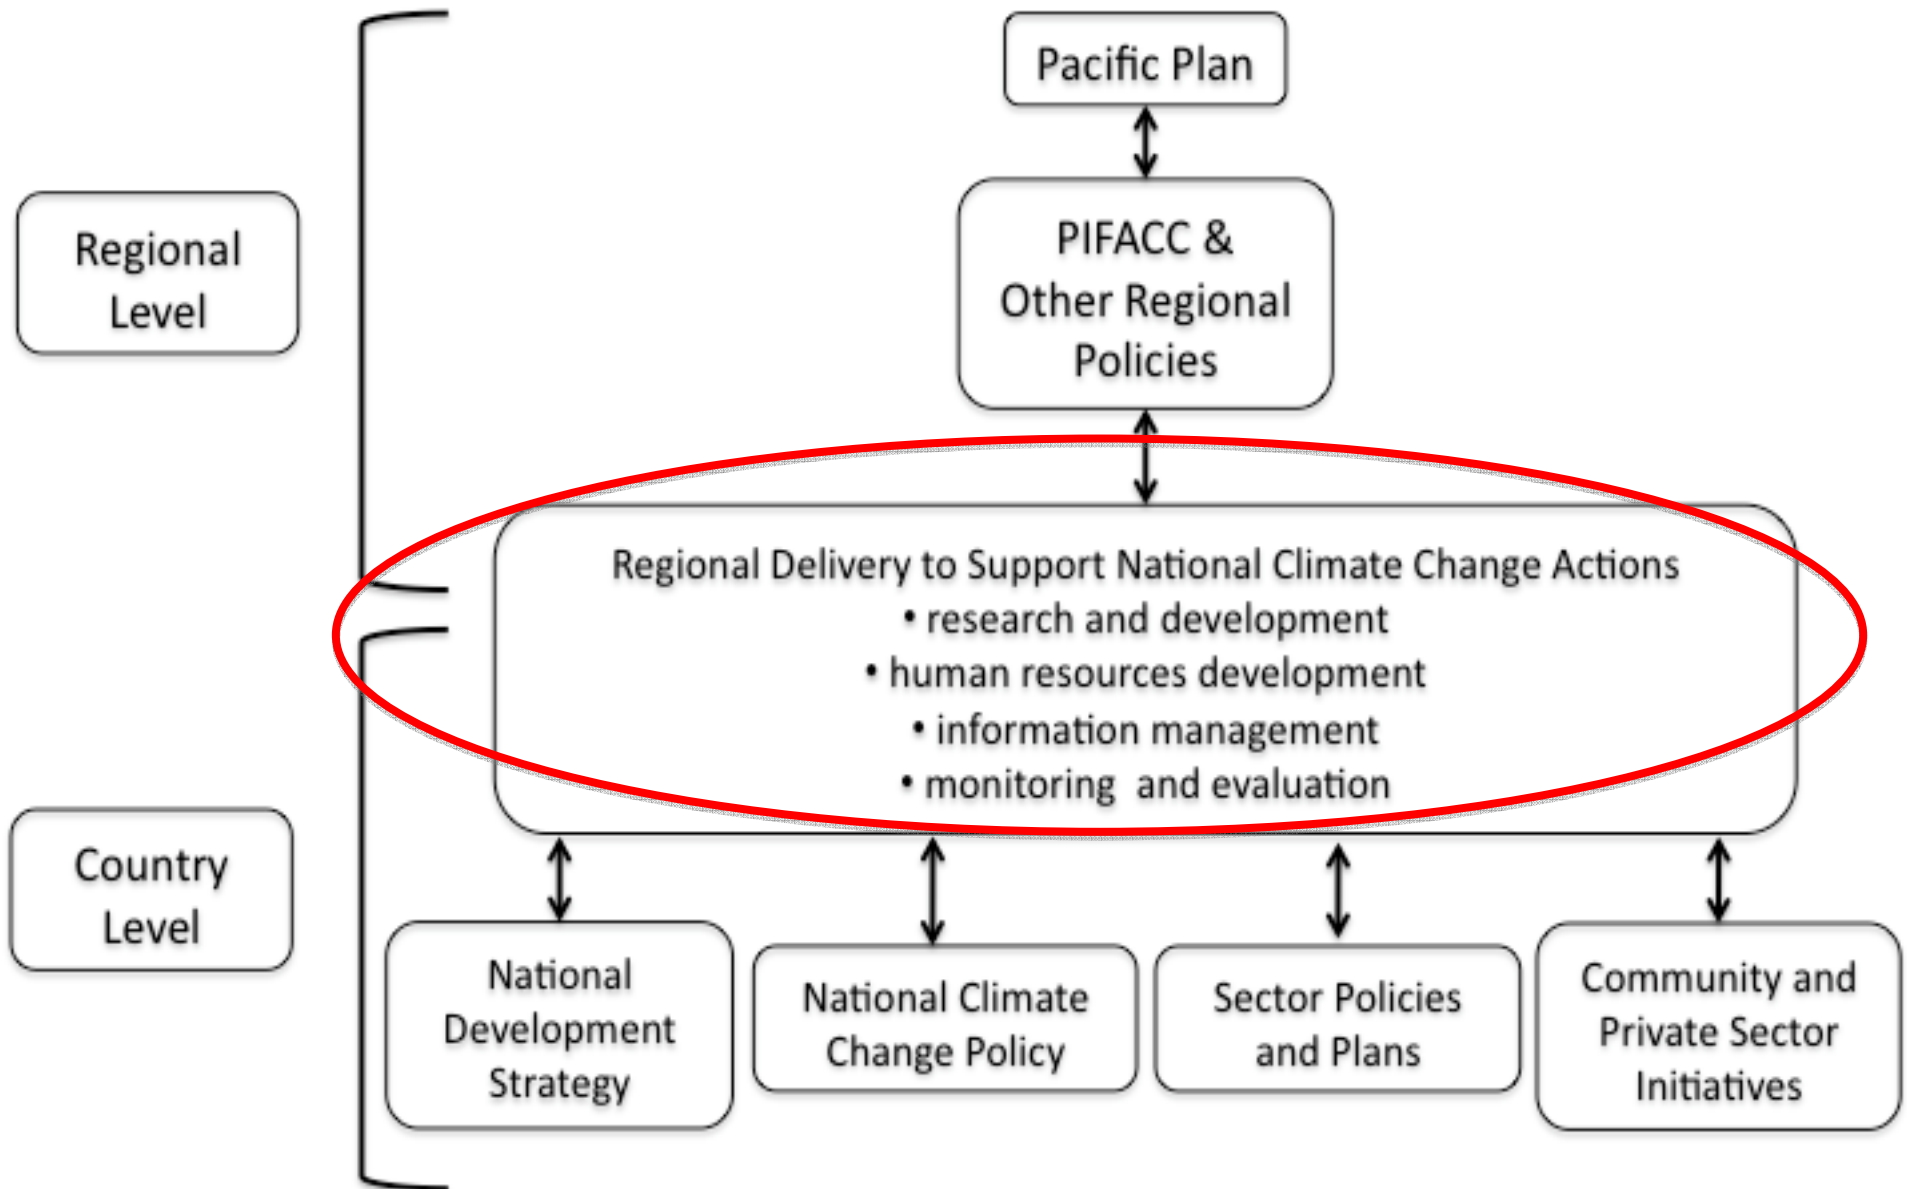 Pacific Plan
Regional
Level
PIFACC &
Other Regional
Policies
Regional Delivery to Support National Climate Change Actions
• research and development
• human resources development
• information management
• monitoring  and evaluation
Country
Level
National
Development
Strategy
National Climate
Change Policy
Sector Policies
and Plans
Community and
Private Sector
Initiatives